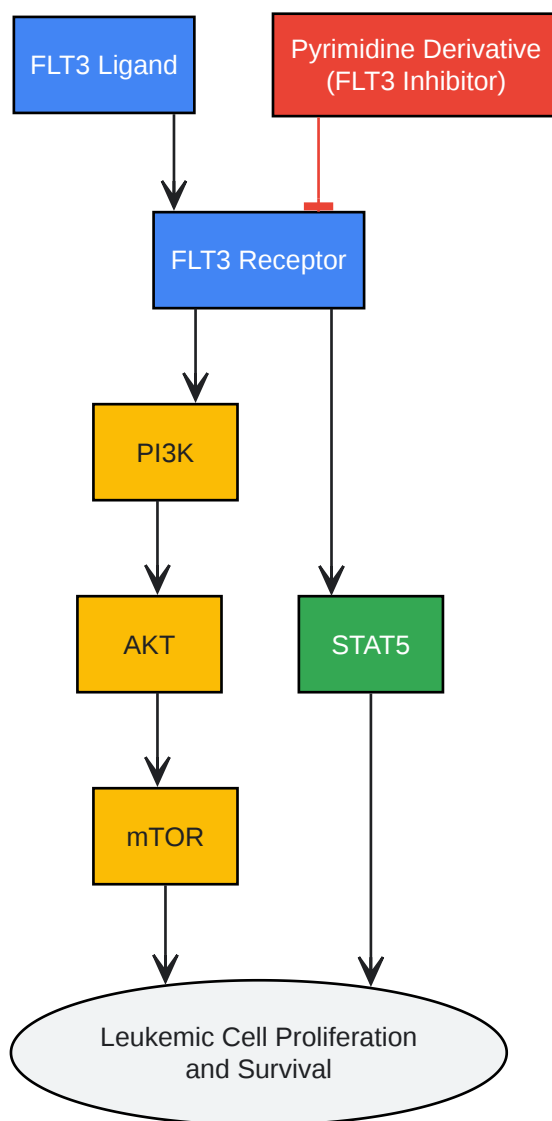 FLT3 Ligand
Pyrimidine Derivative
(FLT3 Inhibitor)
FLT3 Receptor
PI3K
AKT
STAT5
mTOR
Leukemic Cell Proliferation
and Survival